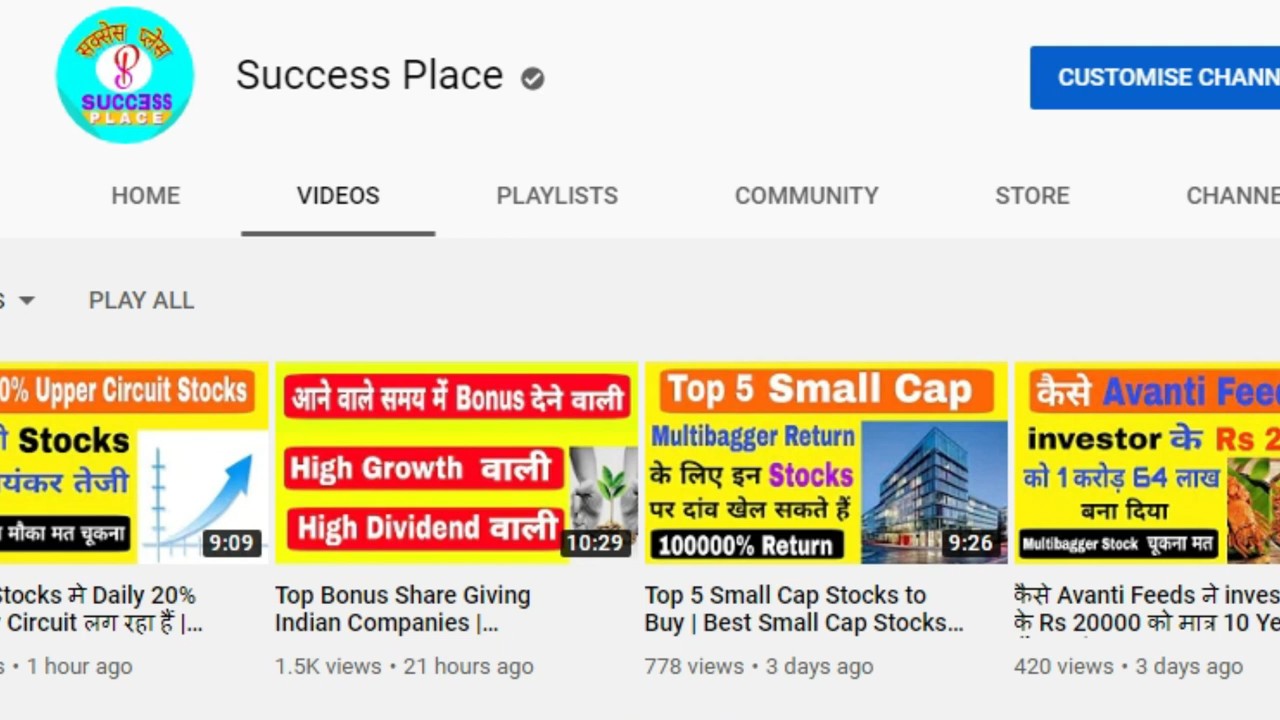 सक्सेस प्लेस
SUCCESS
PLACE
Success Place
CUSTOMISE CHANN
HOME
VIDEOS
PLAYLISTS
COMMUNITY
STORE
CHANNE
S
PLAY ALL
0% Upper Circuit Stocks
Stocks
यंकर तेजी
मौका मत चूकना
9:09
आने वाले समय में Bonus देने वाली
High Growth वाली
High Dividend वाली
10:29
Top 5 Small Cap
Multibagger Return
के लिए इन Stocks
पर दांव खेल सकते हैं
100000% Return
9:26
कैसे Avanti Fee
investor के Rs 2
को 1 करोड़ 64 लाख
बना दिया
Multibagger Stock चूकना मत
Stocks मे Daily 20%
Circuit लग रहा हैं |...
s • 1 hour ago
Top Bonus Share Giving
Indian Companies |...
1.5K views • 21 hours ago
Top 5 Small Cap Stocks to
Buy | Best Small Cap Stocks...
778 views • 3 days ago
कैसे Avanti Feeds ने inves
के Rs 20000 को मात्र 10 Ye
420 views • 3 days ago